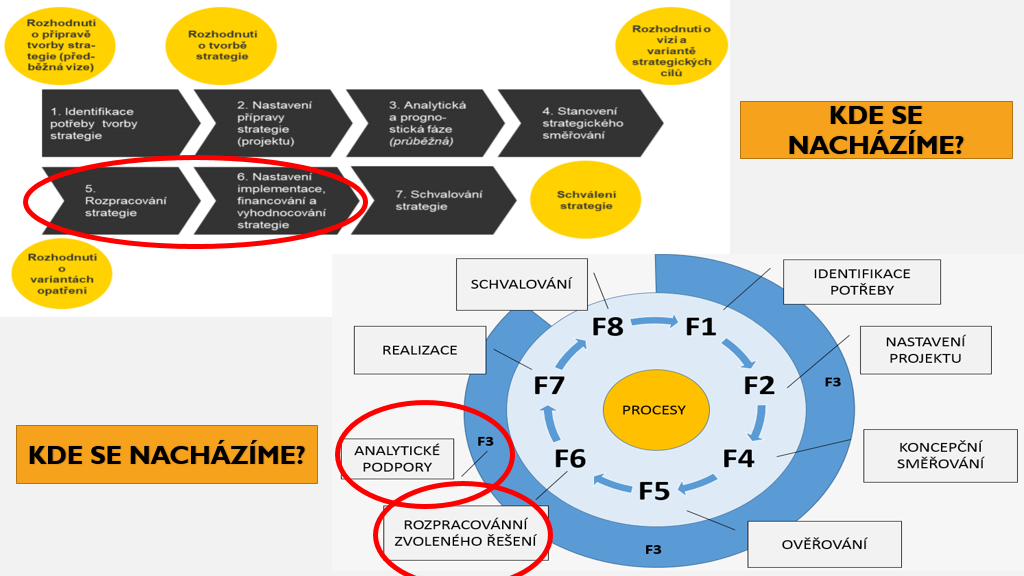 Rozhodnutí
o přípravě
tvorby stra-
tegie (před-
běžná vize)
Rozhodnutí
o tvorbě
strategie
Rozhodnutí o
vizi a
variantě
strategických
cílů
1. Identifikace
potřeby tvorby
strategie
2. Nastavení
přípravy
strategie
(projektu)
3. Analytická
a progno-
stická fáze
(průběžná)
4. Stanovení
strategického
směřování
KDE SE
NACHÁZÍME?
5.
Rozpracování
strategie
6. Nastavení
implementace,
financování a
vyhodnocování
strategie
7. Schvalování
strategie
Schválení
strategie
Rozhodnutí
o
variantách
opatření
SCHVALOVÁNÍ
IDENTIFIKACE
POTŘEBY
F8
F1
REALIZACE
NASTAVENÍ
PROJEKTU
F7
F2
F3
PROCESY
KDE SE NACHÁZÍME?
ANALYTICKÉ
PODPORY
F3
F6
F4
KONCEPČNÍ
SMĚŘOVÁNÍ
F5
ROZPRACOVÁNNÍ
ZVOLENÉHO ŘEŠENÍ
F3
OVĚŘOVÁNÍ